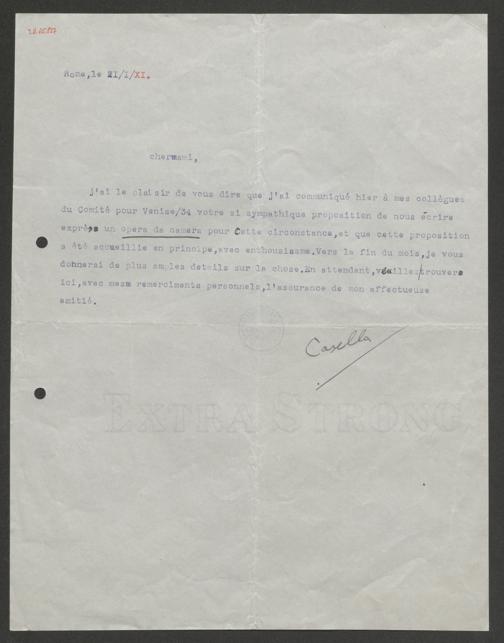 Rome,le 21/I/XI.
cher ami,
j'ai le plaisir de vous dire que j'ai communiqué hier à mes collègues
du Comité pour Venise/34 votre si sympathique proposition de nous écrire
exprès un opera da camera pour cette circonstance,et que cette proposition
a été accueillie en principe,avec enthousiasme.Vers la fin du mois,je vous
donnerai de plus amples details sur la chose.En attendant,veuillez trouver
ici,avec mes remerciments personnels,l'assurance de mon affectueuse
amitié.
Casella
EXTRA STRONG